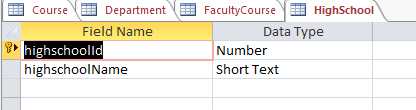 Course Department FacultyCourse HighSchool
Field Name Data Type
highschoolId Number
highschoolName Short Text